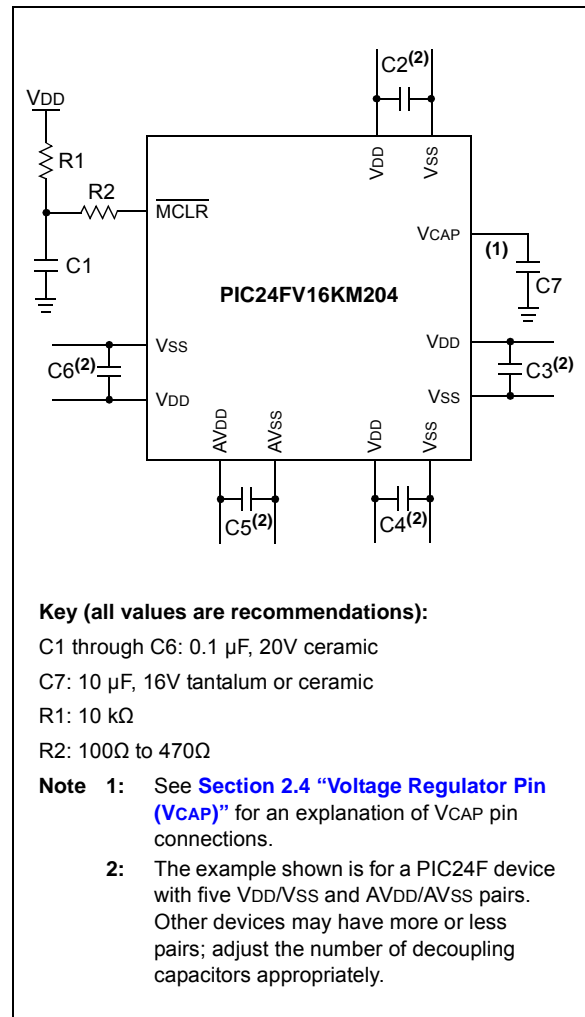 C2(2)
VDD
VDD
VSS
R1
R2
MCLR
VCAP
(1)
C1
C7
PIC24FV16KM204
VSS
VDD
C6(2)
C3(2)
VDD
VSS
AVDD
AVSS
VDD
VSS
C5(2)
C4(2)
Key (all values are recommendations):
C1 through C6: 0.1 µF, 20V ceramic
C7: 10 µF, 16V tantalum or ceramic
R1: 10 kΩ
R2: 100Ω to 470Ω
Note 1: See Section 2.4 “Voltage Regulator Pin
(VCAP)” for an explanation of VCAP pin
connections.
2: The example shown is for a PIC24F device
with five VDD/VSS and AVDD/AVSS pairs.
Other devices may have more or less
pairs; adjust the number of decoupling
capacitors appropriately.